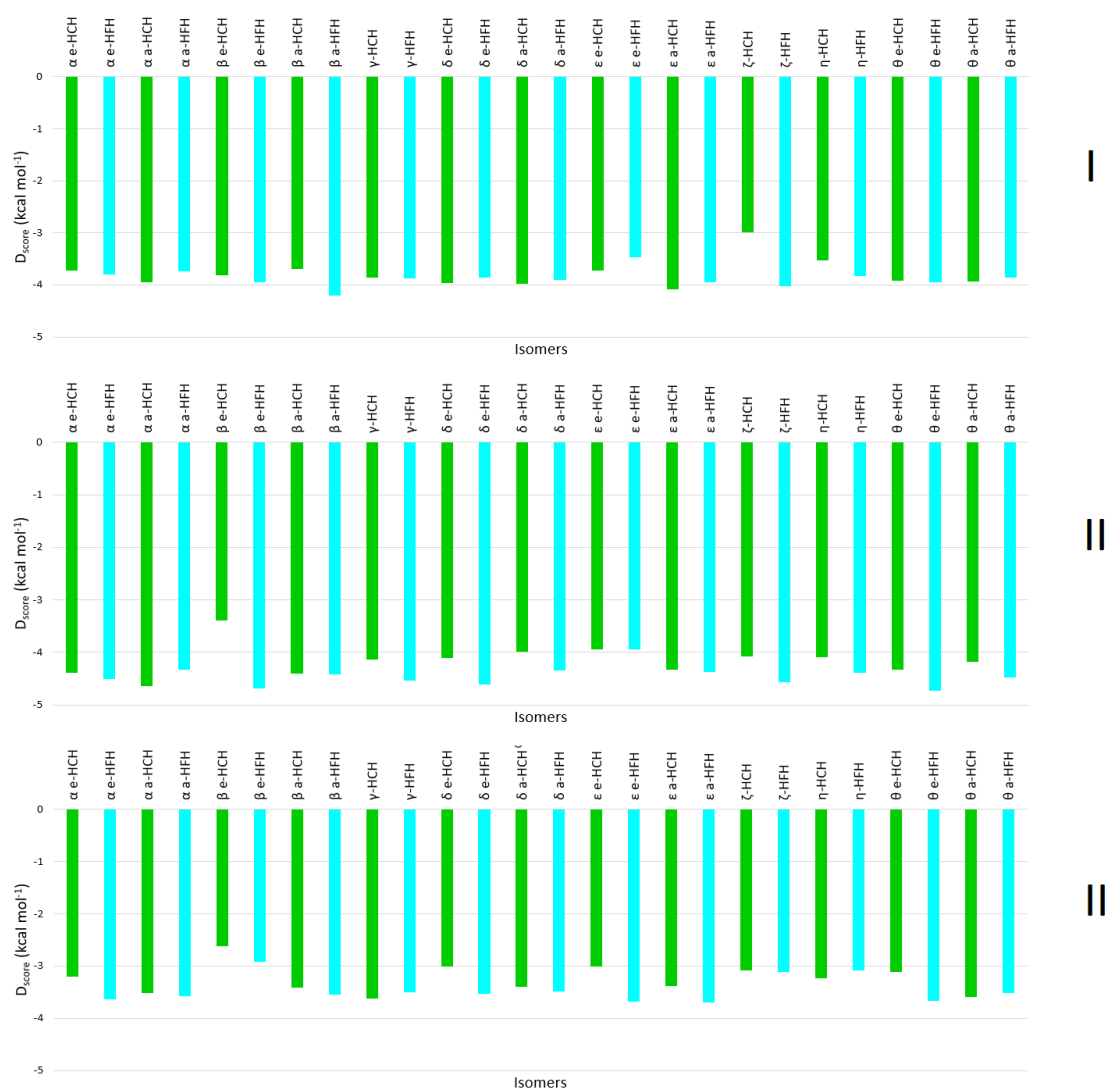 α e-HCH α e-HFH α a-HCH α a-HFH β e-HCH β e-HFH β a-HCH β a-HFH γ-HCH γ-HFH δ e-HCH δ e-HFH δ a-HCH δ a-HFH ε e-HCH ε e-HFH ε a-HCH ε a-HFH ζ-HCH ζ-HFH η-HCH η-HFH θ e-HCH θ e-HFH θ a-HCH θ a-HFH
0
-1
-2
-3
-4
-5
Dscore (kcal mol-1)
Isomers
I
α e-HCH α e-HFH α a-HCH α a-HFH β e-HCH β e-HFH β a-HCH β a-HFH γ-HCH γ-HFH δ e-HCH δ e-HFH δ a-HCH δ a-HFH ε e-HCH ε e-HFH ε a-HCH ε a-HFH ζ-HCH ζ-HFH η-HCH η-HFH θ e-HCH θ e-HFH θ a-HCH θ a-HFH
0
-1
-2
-3
-4
-5
Dscore (kcal mol-1)
Isomers
II
α e-HCH α e-HFH α a-HCH α a-HFH β e-HCH β e-HFH β a-HCH β a-HFH γ-HCH γ-HFH δ e-HCH δ e-HFH δ a-HCH δ a-HFH ε e-HCH ε e-HFH ε a-HCH ε a-HFH ζ-HCH ζ-HFH η-HCH η-HFH θ e-HCH θ e-HFH θ a-HCH θ a-HFH
0
-1
-2
-3
-4
-5
Dscore (kcal mol-1)
Isomers
II